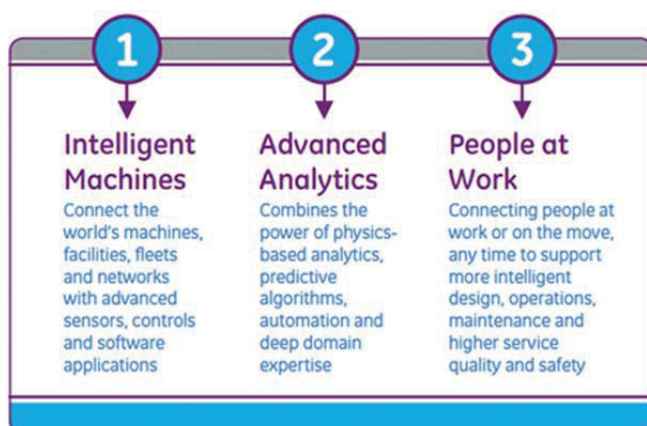 1
2
3
Intelligent
Machines
Connect the
world's machines,
facilities, fleets
and networks
with advanced
sensors, controls
and software
applications
Advanced
Analytics
Combines the
power of physics-
based analytics,
predictive
algorithms,
automation and
deep domain
expertise
People at
Work
Connecting people at
work or on the move,
any time to support
more intelligent
design, operations,
maintenance and
higher service
quality and safety